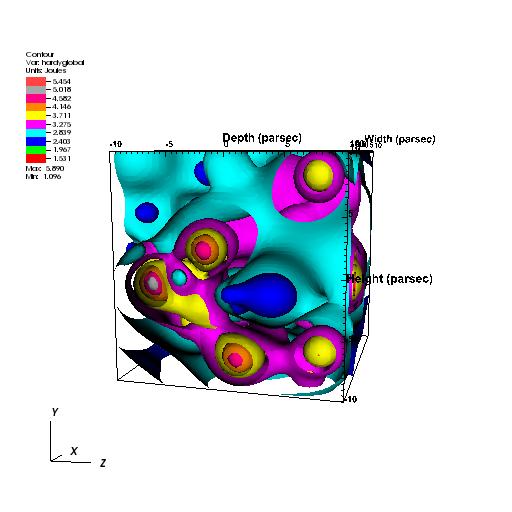 Contour
Var: hardyglobal
Units: Joules
5.454
5.018
4.582
4.146
3.711
3.275
2.839
2.403
1.967
1.531
Max: 5.890
Min: 1.096
Depth (parsec)
Width (parsec)
-10
-5
0
5
Height (parsec)
-10
Y
X
Z